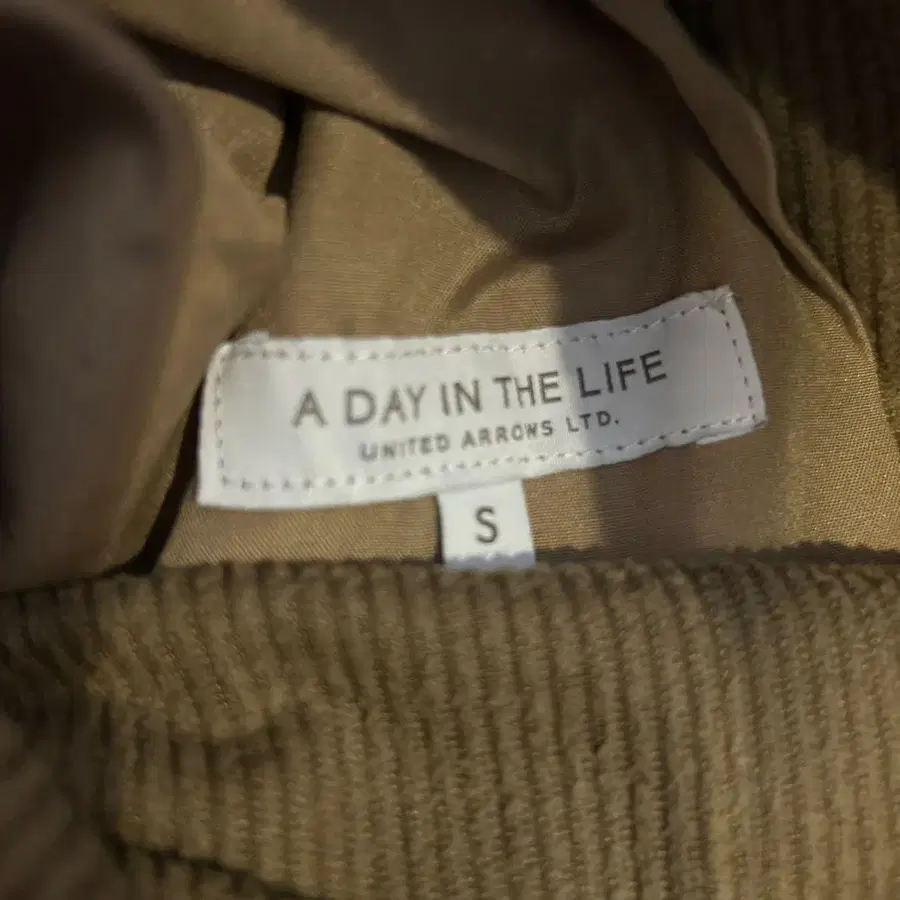 A DAY IN THE LIFE
UNITED ARROWS LTD.
S